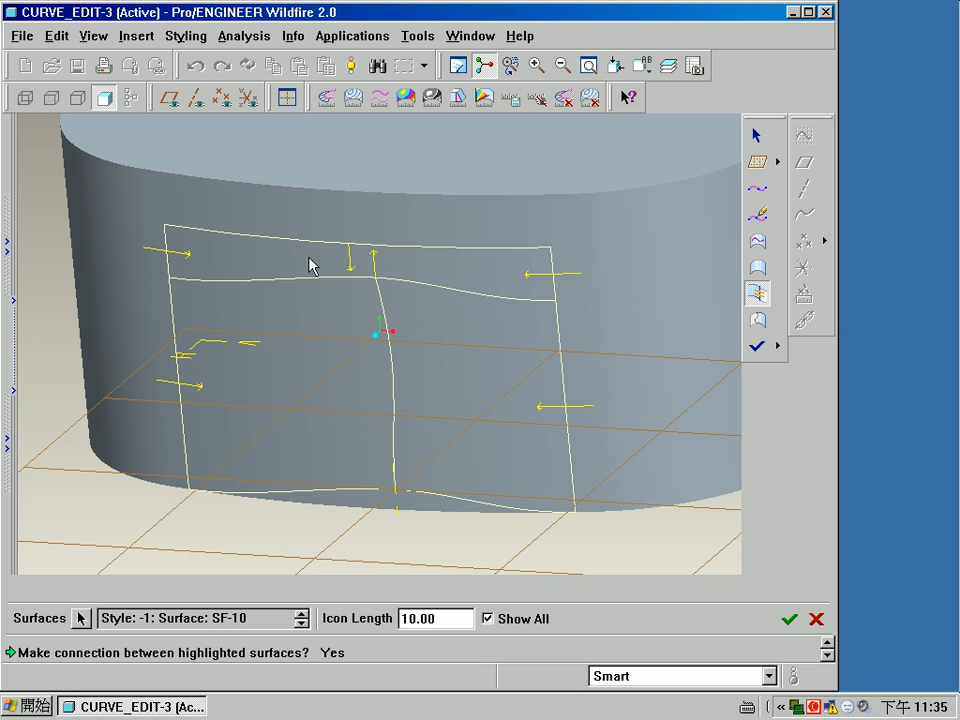 CURVE_EDIT-3 (Active) - Pro/ENGINEER Wildfire 2.0
File Edit View Insert Styling Analysis Info Applications Tools Window Help
Surfaces Style: -1: Surface: SF-10 Icon Length 10.00 Show All
Make connection between highlighted surfaces? Yes
Smart
開始 CURVE_EDIT-3 (Ac... « 下午 11:35